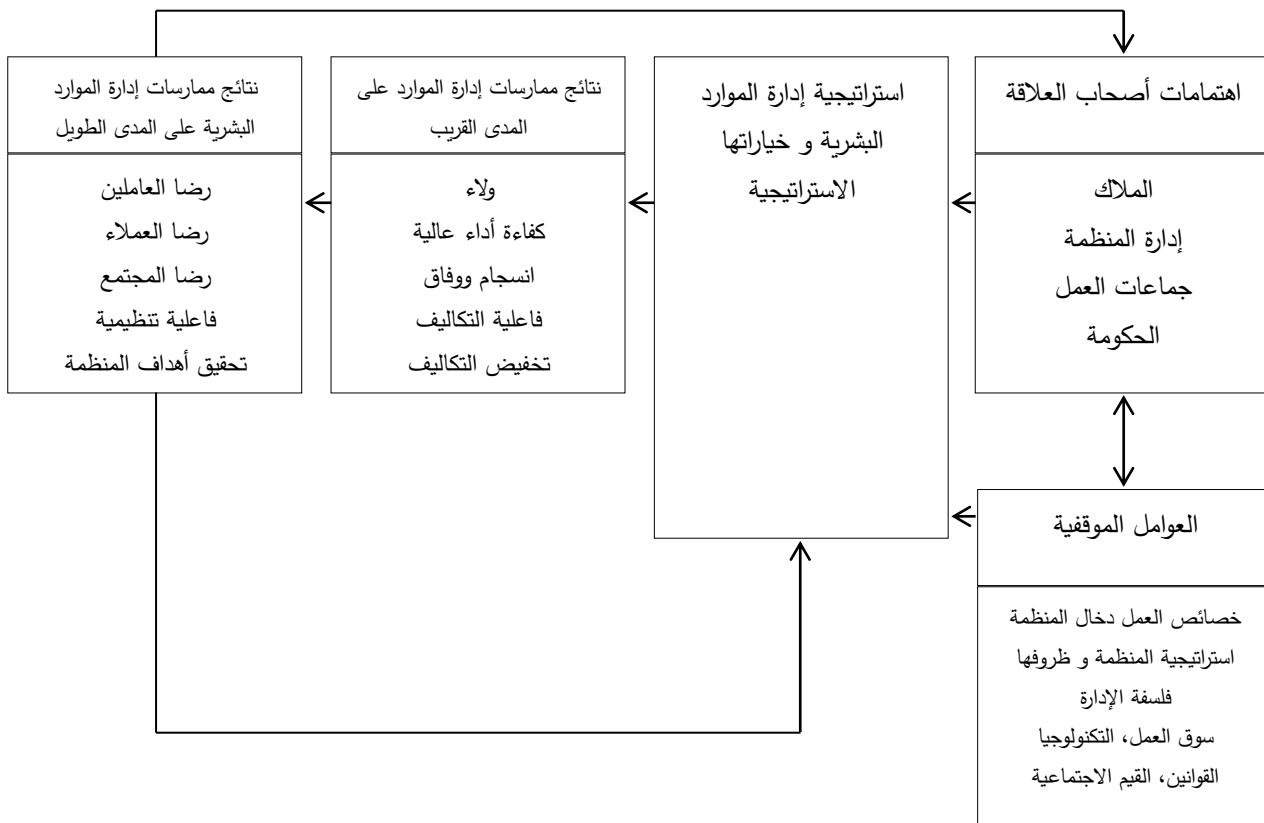 اهتمامات أصحاب العلاقة
الملاك
إدارة المنظمة
جماعات العمل
الحكومة
العوامل الموقفية
خصائص العمل دخال المنظمة
استراتيجية المنظمة و ظروفها
فلسفة الإدارة
سوق العمل، التكنولوجيا
القوانين، القيم الاجتماعية
استراتيجية إدارة الموارد
البشرية و خياراتها
الاستراتيجية
نتائج ممارسات إدارة الموارد على
المدى القريب
ولاء
كفاءة أداء عالية
انسجام ووفاق
فاعلية التكاليف
تخفيض التكاليف
نتائج ممارسات إدارة الموارد
البشرية على المدى الطويل
رضا العاملين
رضا العملاء
رضا المجتمع
فاعلية تنظيمية
تحقيق أهداف المنظمة